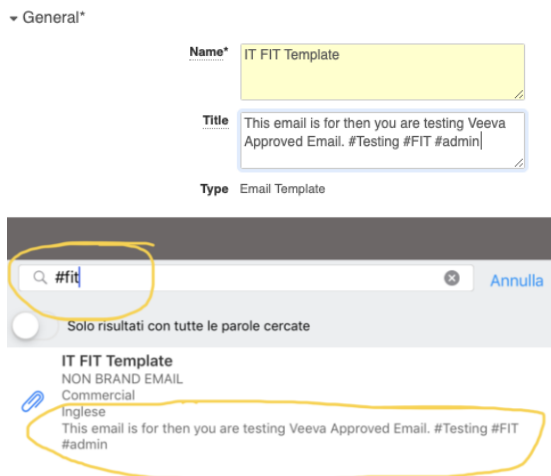 General*
Name*
IT FIT Template
Title
This email is for then you are testing Veeva
Approved Email. #Testing #FIT #admin
Type
Email Template
#fit
Annulla
Solo risultati con tutte le parole cercate
IT FIT Template
NON BRAND EMAIL
Commercial
Inglese
This email is for then you are testing Veeva Approved Email. #Testing #FIT
#admin